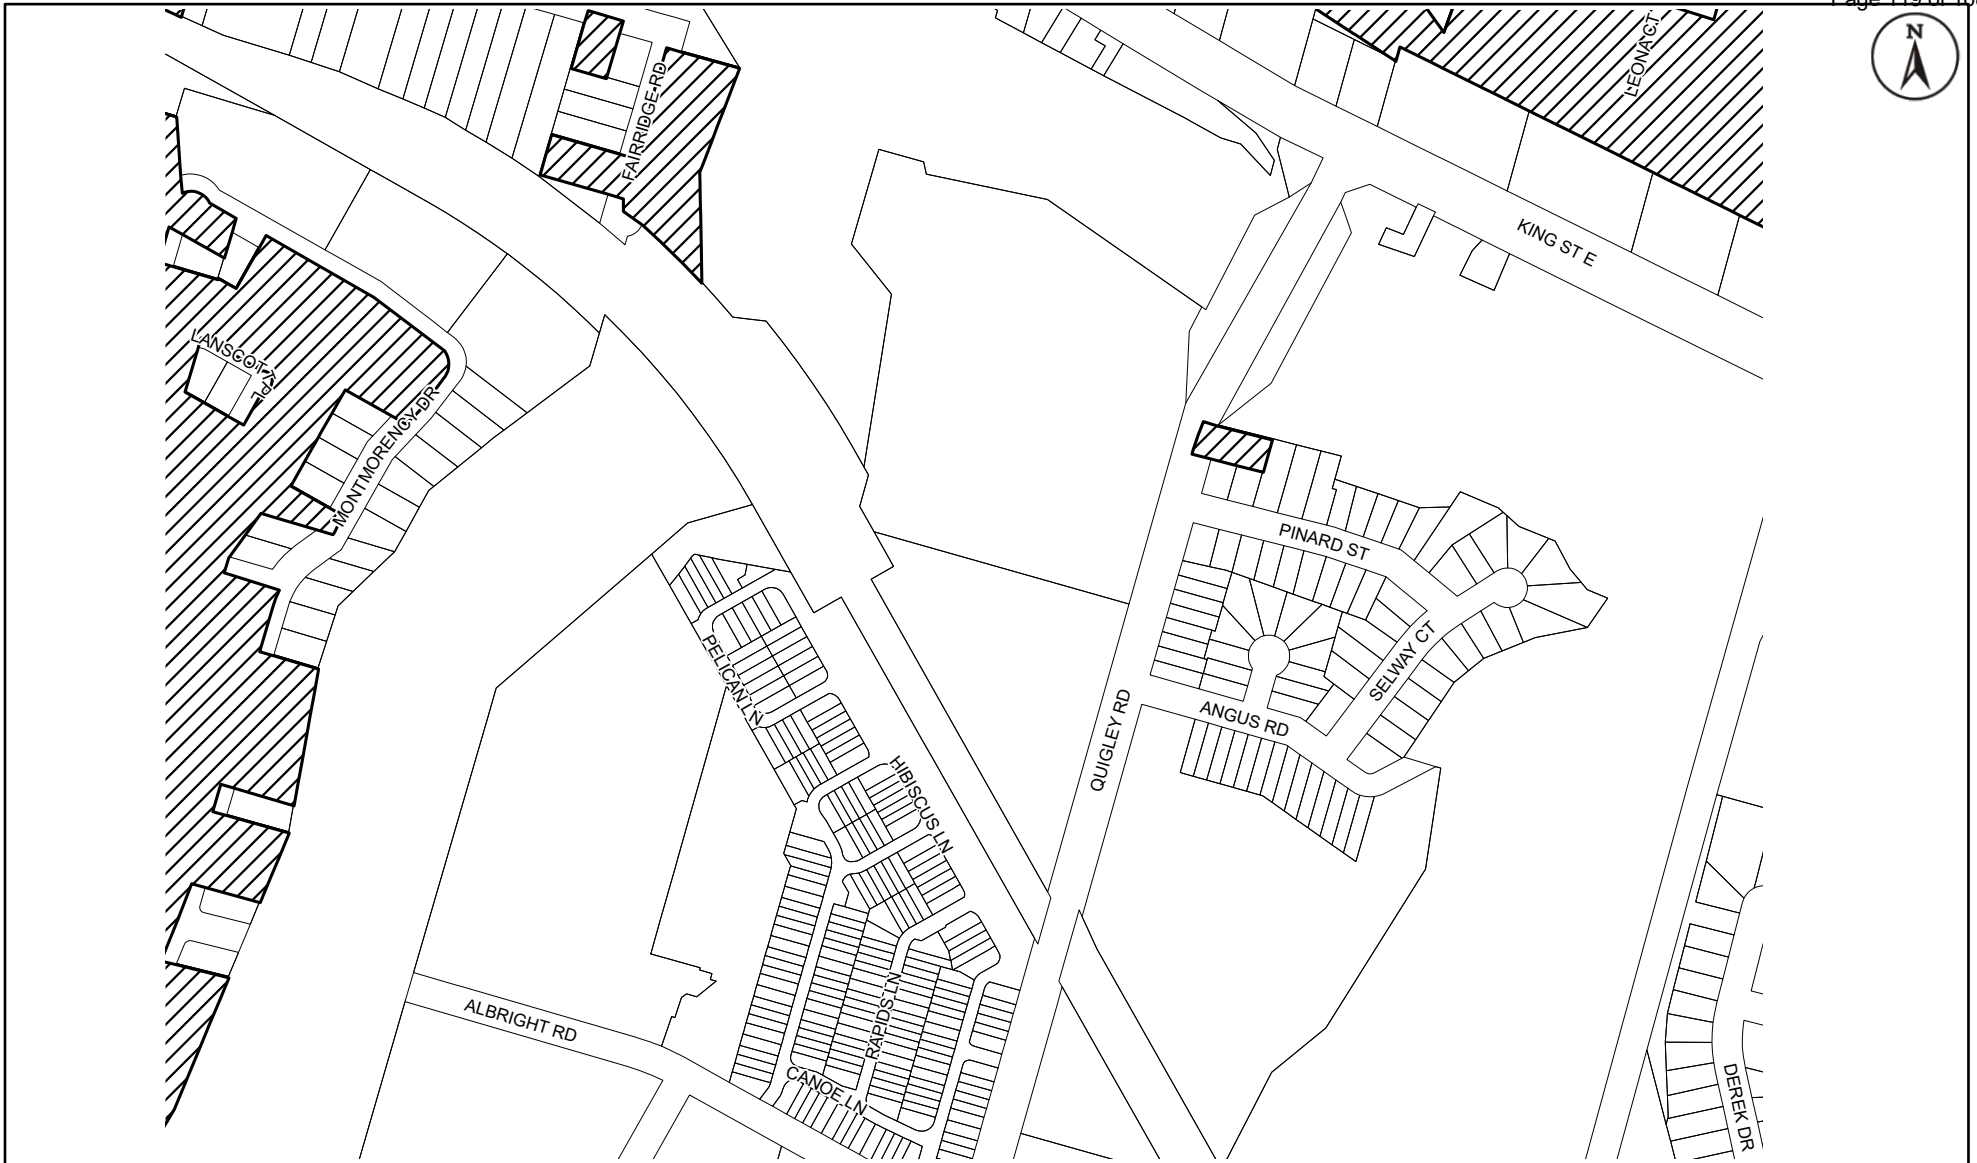 N
LEONA CT
FAIRRIDGE RD
KING ST E
LANSCOTT PL
MONTMORENCY DR
PINARD ST
SELWAY CT
PELICAN LN
QUIGLEY RD
ANGUS RD
HIBISCUS LN
ALBRIGHT RD
RAPIDS LN
CANOE LN
DEREK DR